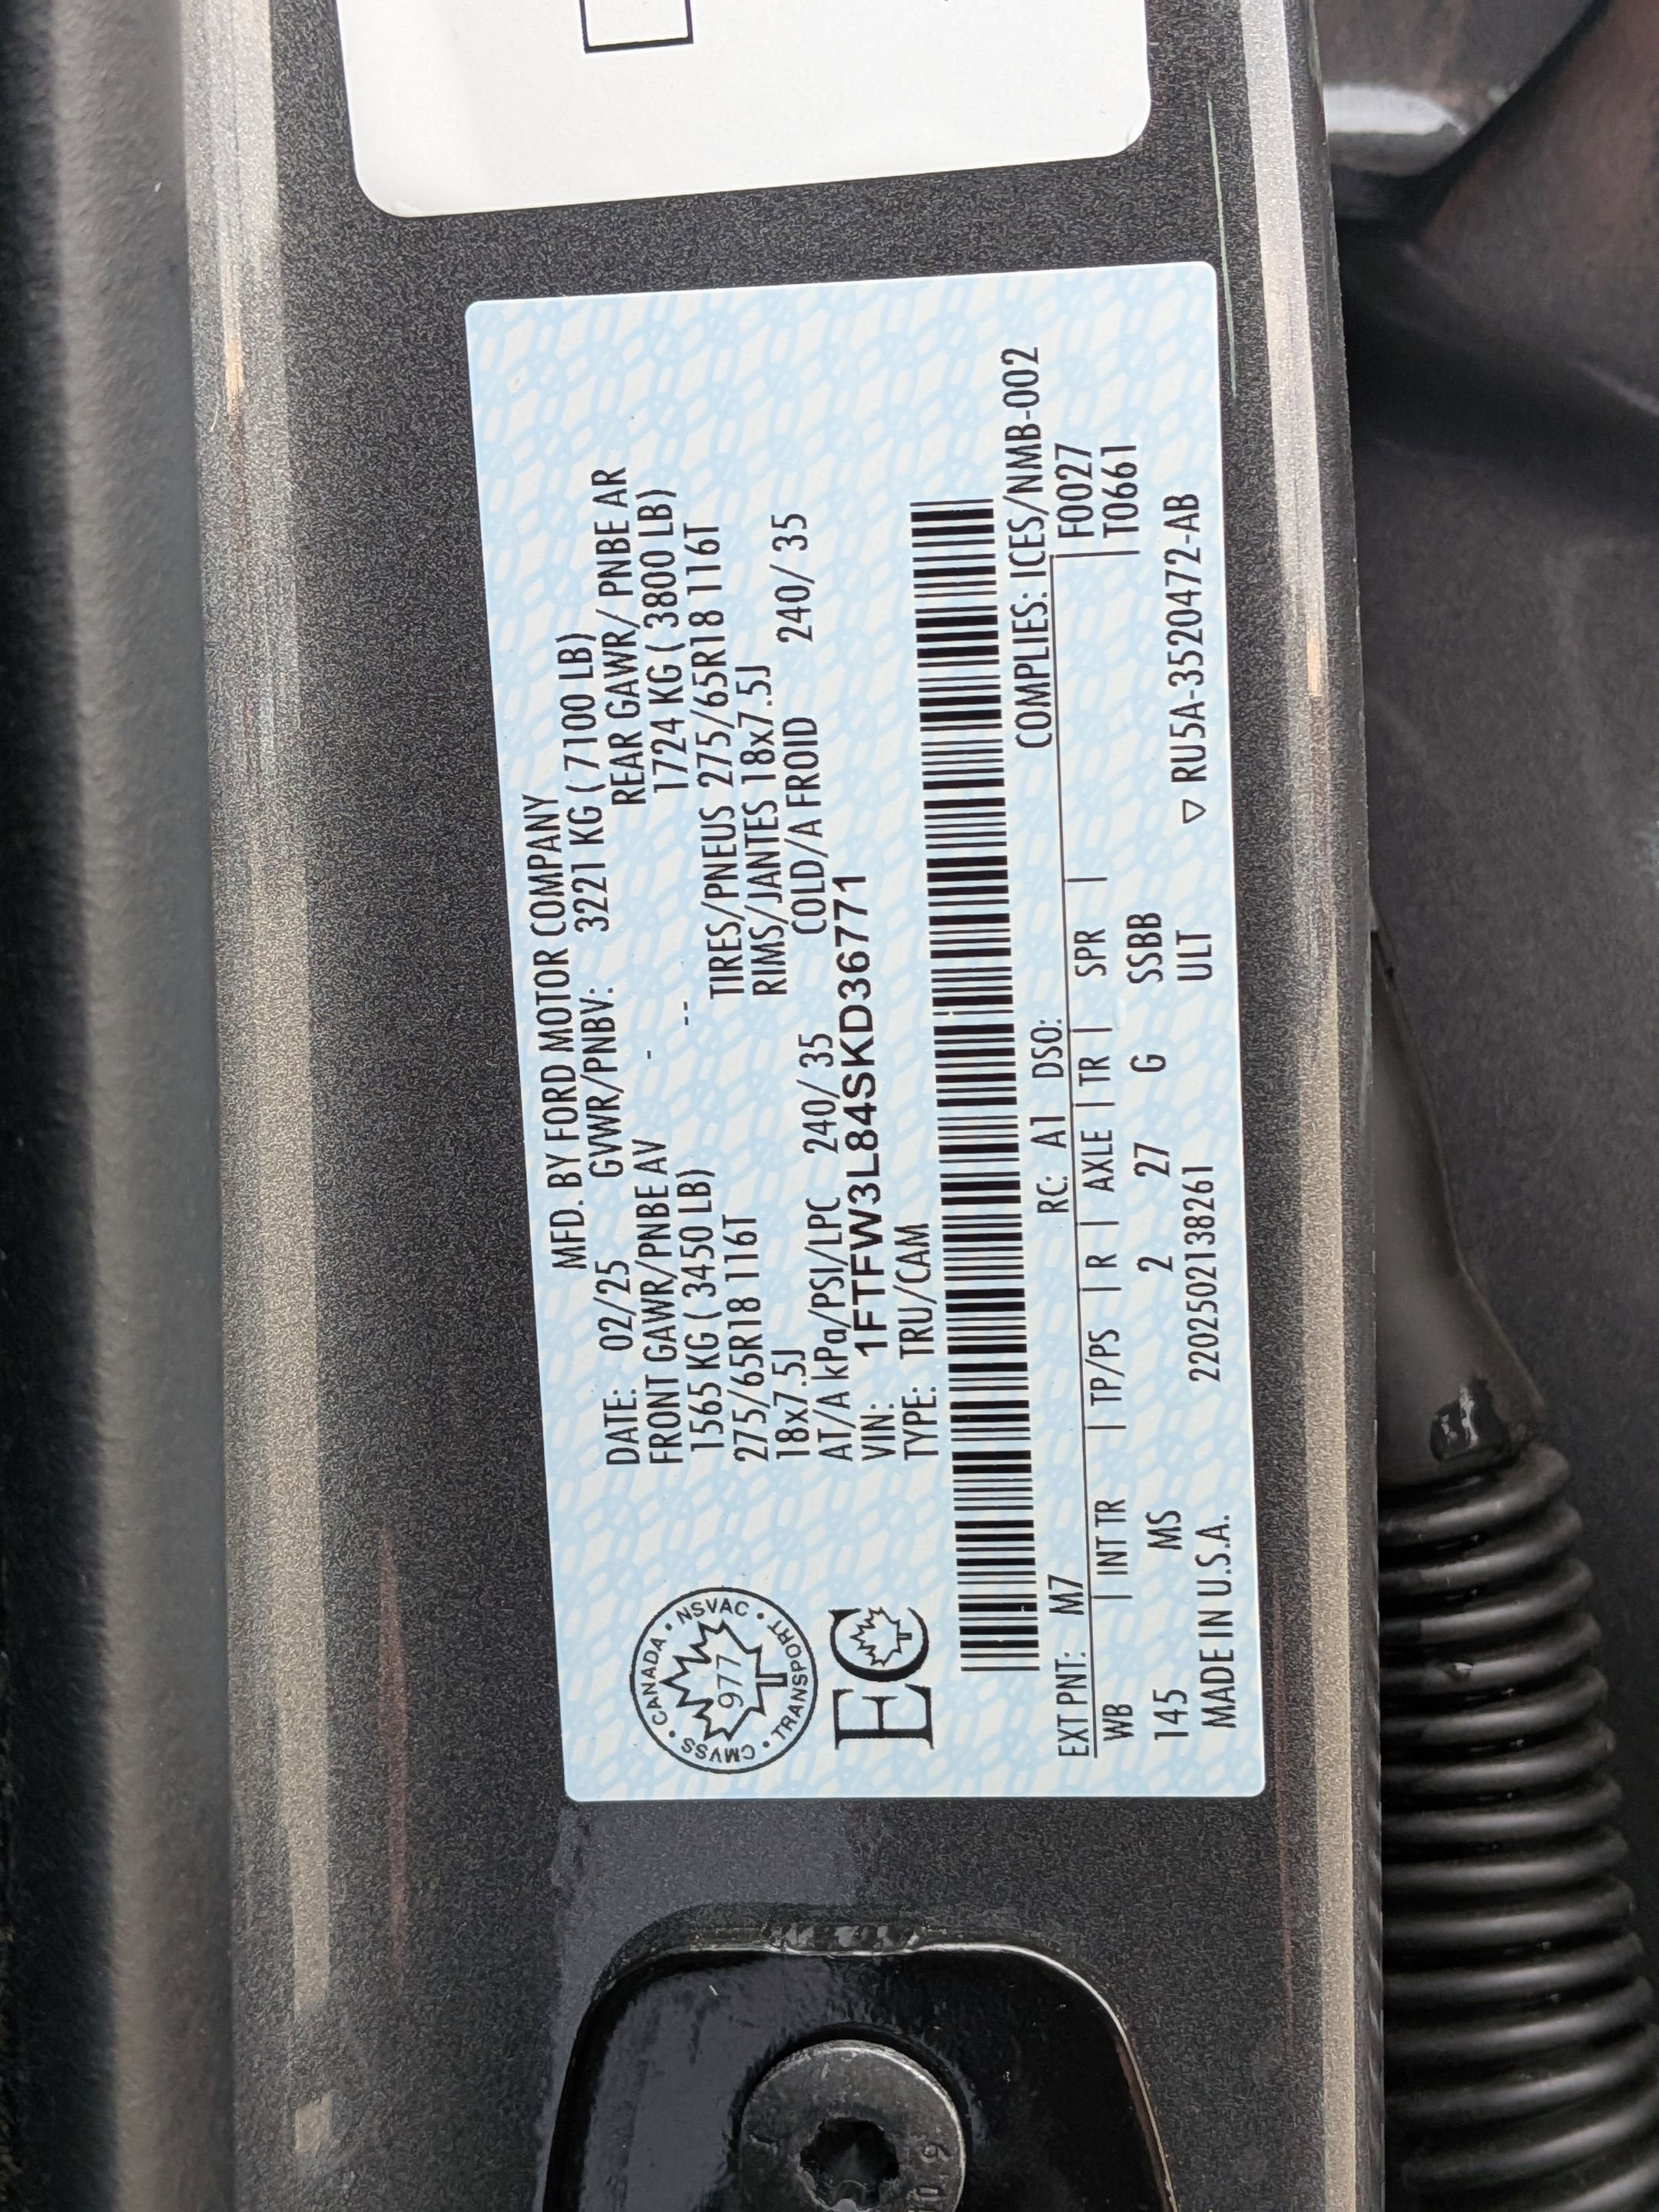 MFD. BY FORD MOTOR COMPANY
DATE: 02/25 GVWR/PNBV: 3221 KG ( 7100 LB)
FRONT GAWR/PNBE AV - REAR GAWR/ PNBE AR
1565 KG ( 3450 LB) -- 1724 KG ( 3800 LB)
275/65R18 116T TIRES/PNEUS 275/65R18 116T
18x7.5J RIMS/JANTES 18x7.5J
AT/A kPa/PSI/LPC 240/ 35 COLD/A FROID 240/ 35
VIN: 1FTFW3L84SKD36771
TYPE: TRU/CAM
CANADA • NSVAC • TRANSPORT • CMVSS •
977
EC
COMPLIES: ICES/NMB-002
EXT PNT: M7 RC: A1 DSO: F0027
WB | INT TR | TP/PS | R | AXLE | TR | SPR | | T0661
145 MS 2 27 G SSBB
MADE IN U.S.A. 220250213826​1 ULT ▽ RU5A-3520472-AB
10.9